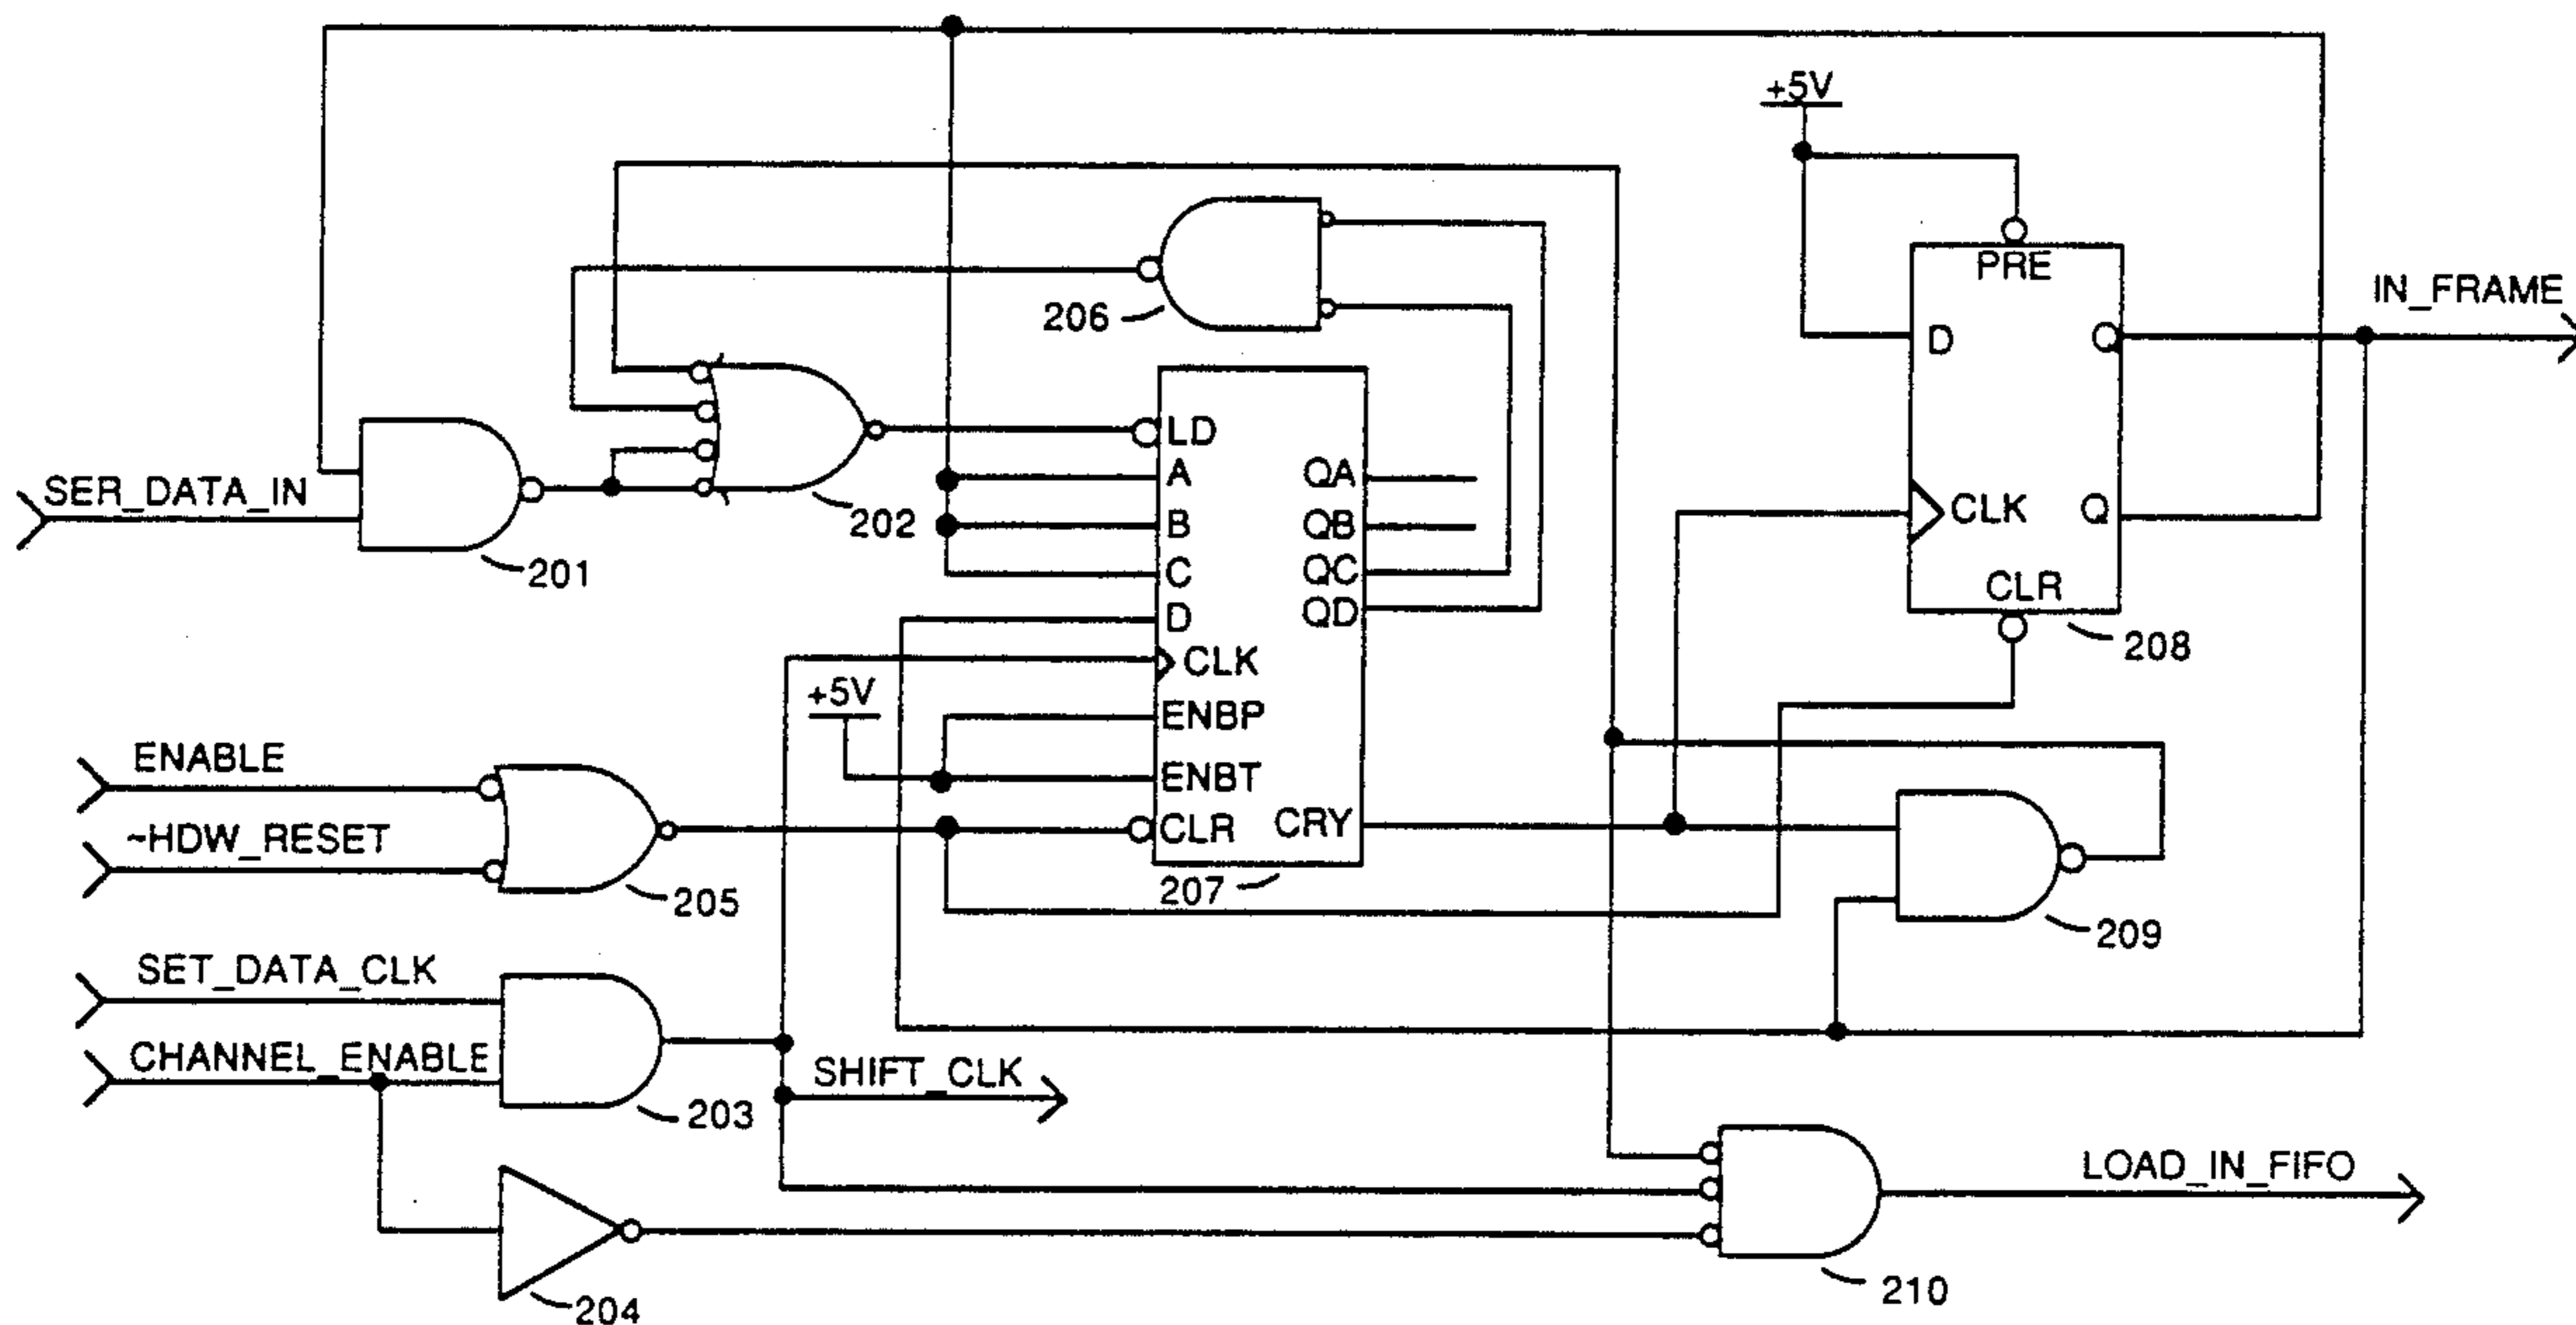 +5V
PRE
IN_FRAME
206
D
LD
SER_DATA_IN
A
QA
202
CLK
Q
B
QB
201
C
QC
CLR
D
QD
208
CLK
+5V
ENBP
ENABLE
ENBT
~HDW_RESET
CLR
CRY
205
207
209
SET_DATA_CLK
CHANNEL_ENABLE
SHIFT_CLK
203
LOAD_IN_FIFO
204
210